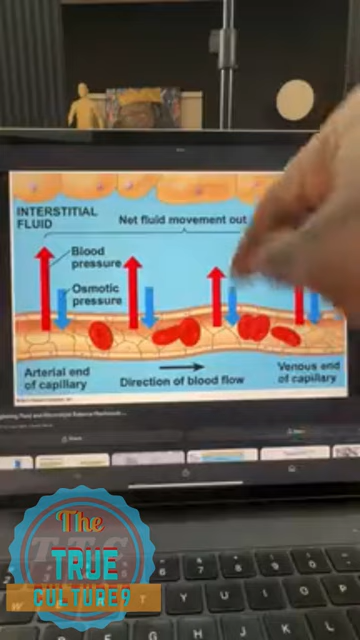 INTERSTITIAL
FLUID
Net fluid movement out
Blood
pressure
Osmotic
pressure
Arterial end
of capillary
Direction of blood flow
Venous end
of capillary
The
T.T.C
TRUE
CULTURE9
W
T
Y
U
I
O
P
G
H
J
K
L